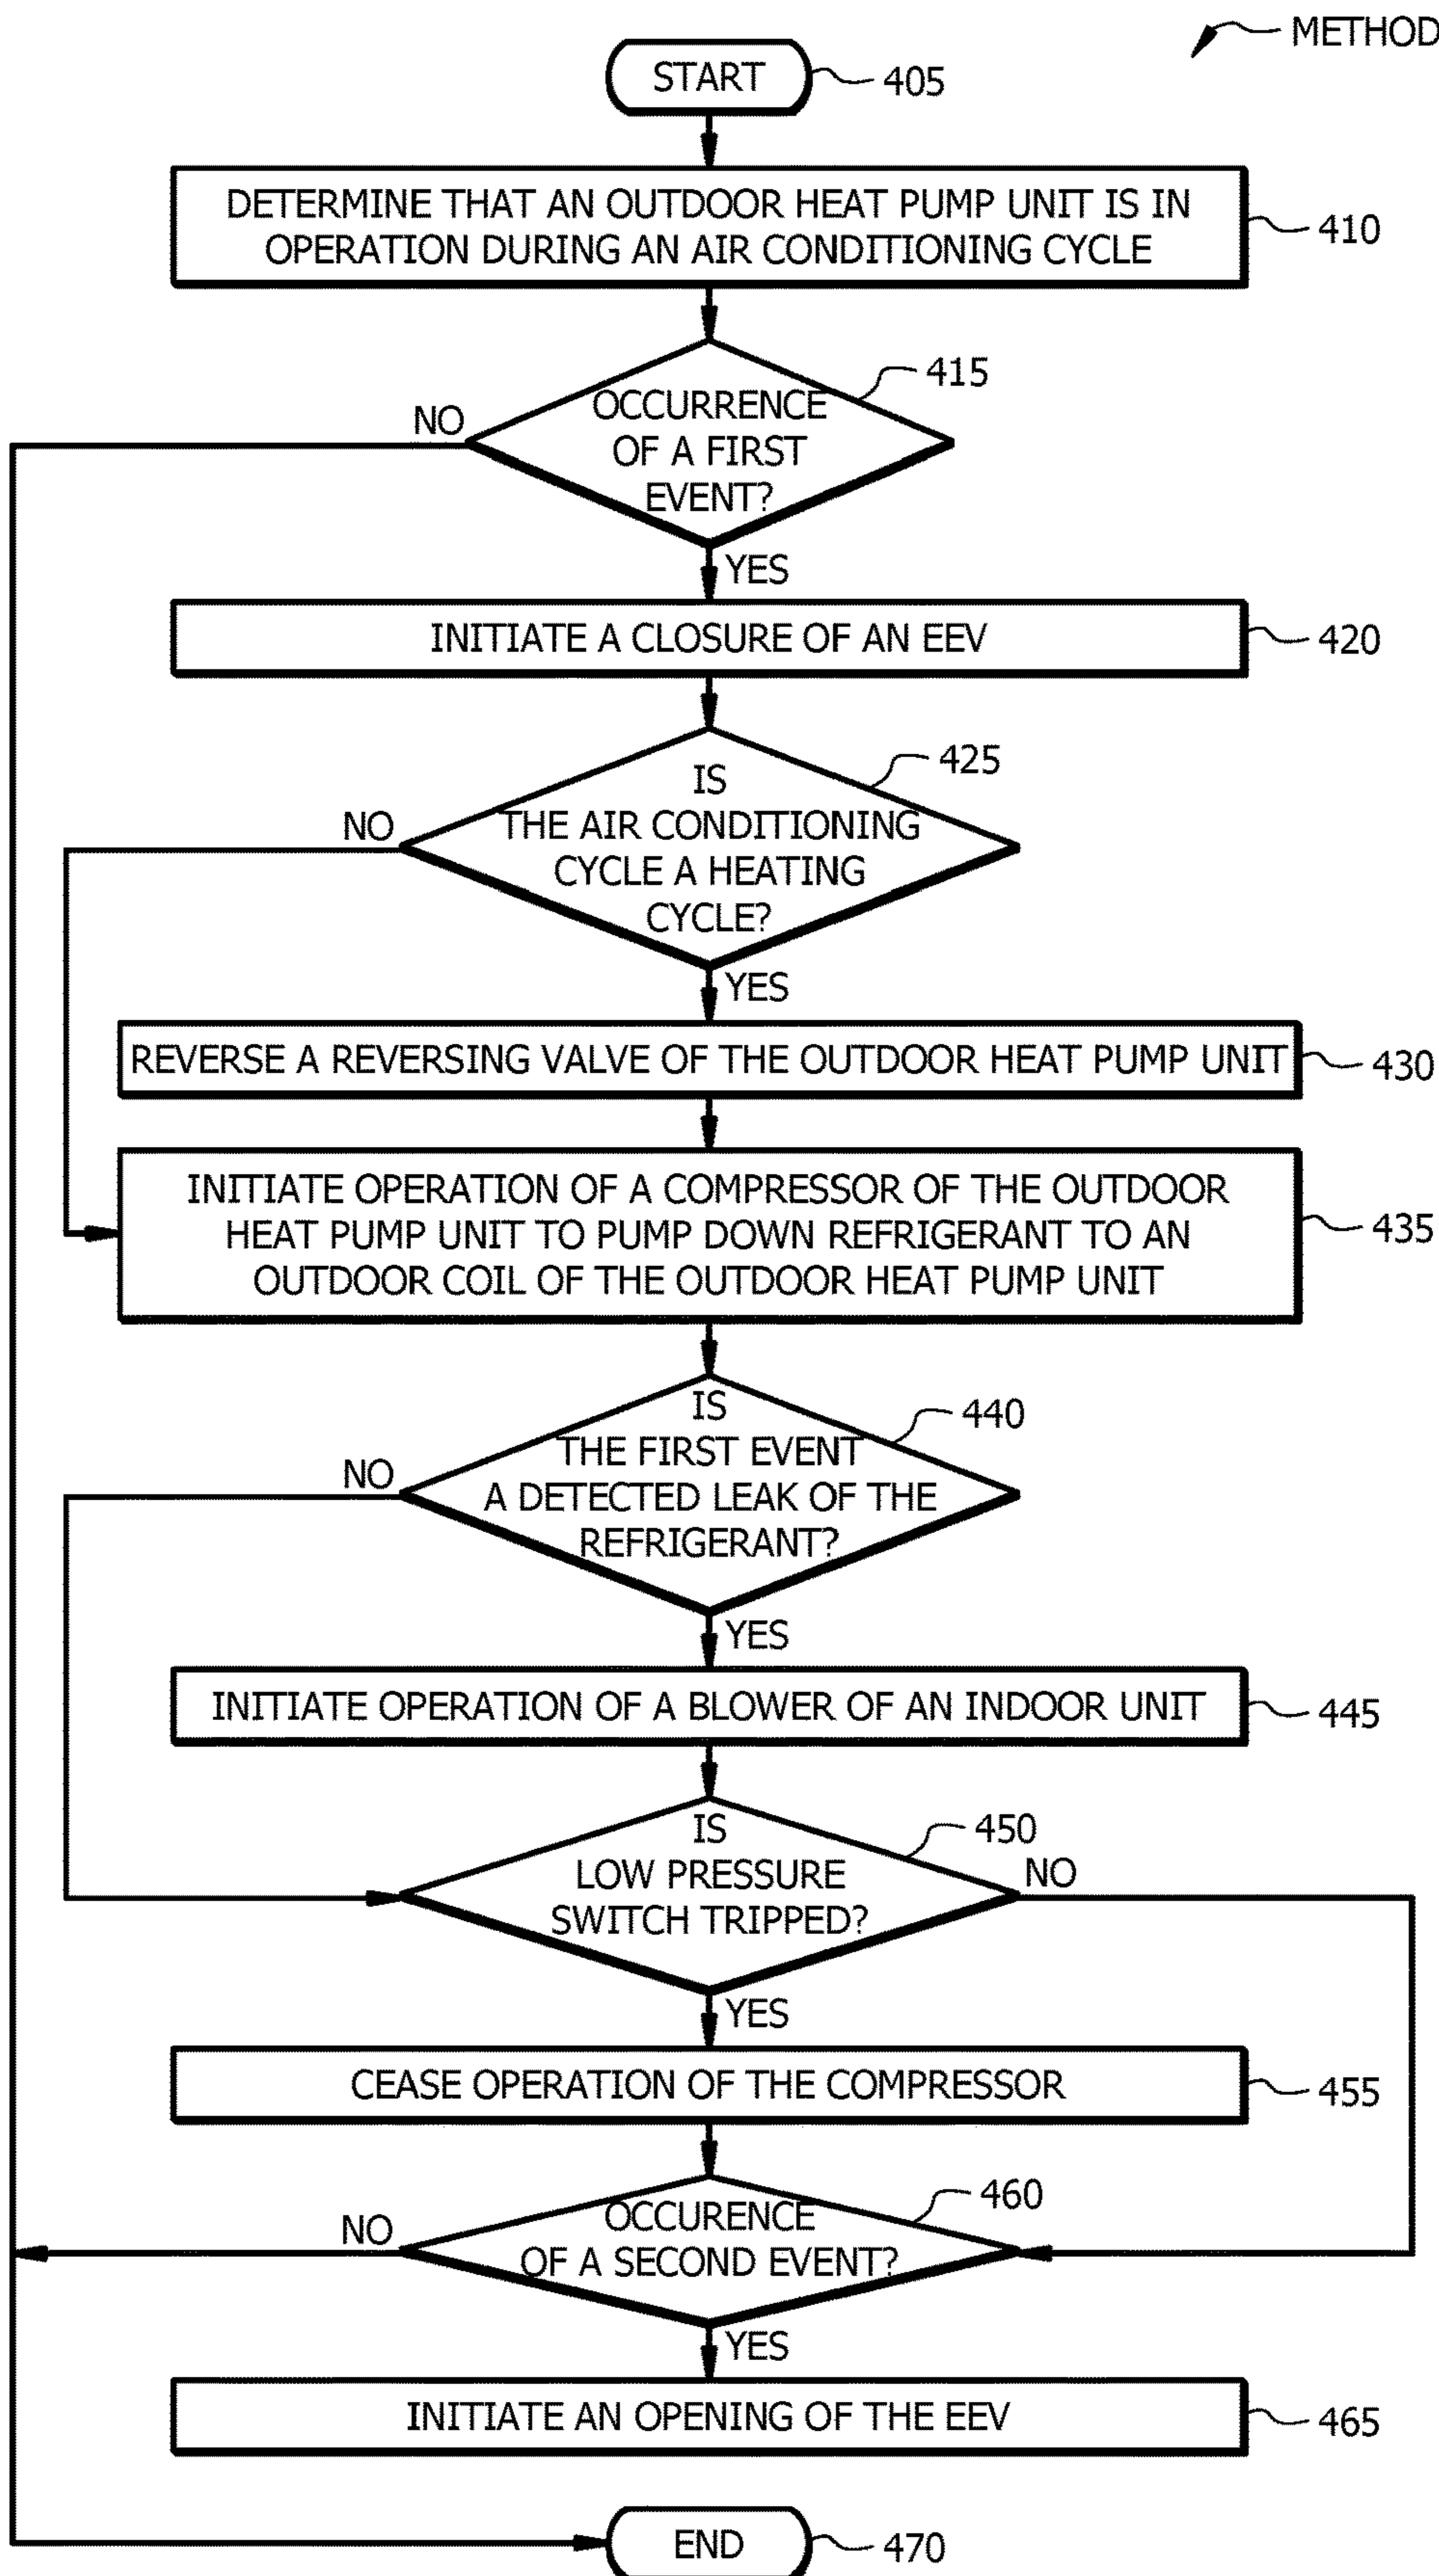 METHOD
START
405
DETERMINE THAT AN OUTDOOR HEAT PUMP UNIT IS IN
OPERATION DURING AN AIR CONDITIONING CYCLE
410
415
OCCURRENCE
OF A FIRST
EVENT?
NO
YES
INITIATE A CLOSURE OF AN EEV
420
425
IS
THE AIR CONDITIONING
CYCLE A HEATING
CYCLE?
NO
YES
REVERSE A REVERSING VALVE OF THE OUTDOOR HEAT PUMP UNIT
430
INITIATE OPERATION OF A COMPRESSOR OF THE OUTDOOR
HEAT PUMP UNIT TO PUMP DOWN REFRIGERANT TO AN
OUTDOOR COIL OF THE OUTDOOR HEAT PUMP UNIT
435
440
IS
THE FIRST EVENT
A DETECTED LEAK OF THE
REFRIGERANT?
NO
YES
INITIATE OPERATION OF A BLOWER OF AN INDOOR UNIT
445
450
IS
LOW PRESSURE
SWITCH TRIPPED?
NO
YES
CEASE OPERATION OF THE COMPRESSOR
455
460
OCCURENCE
OF A SECOND EVENT?
NO
YES
INITIATE AN OPENING OF THE EEV
465
END
470